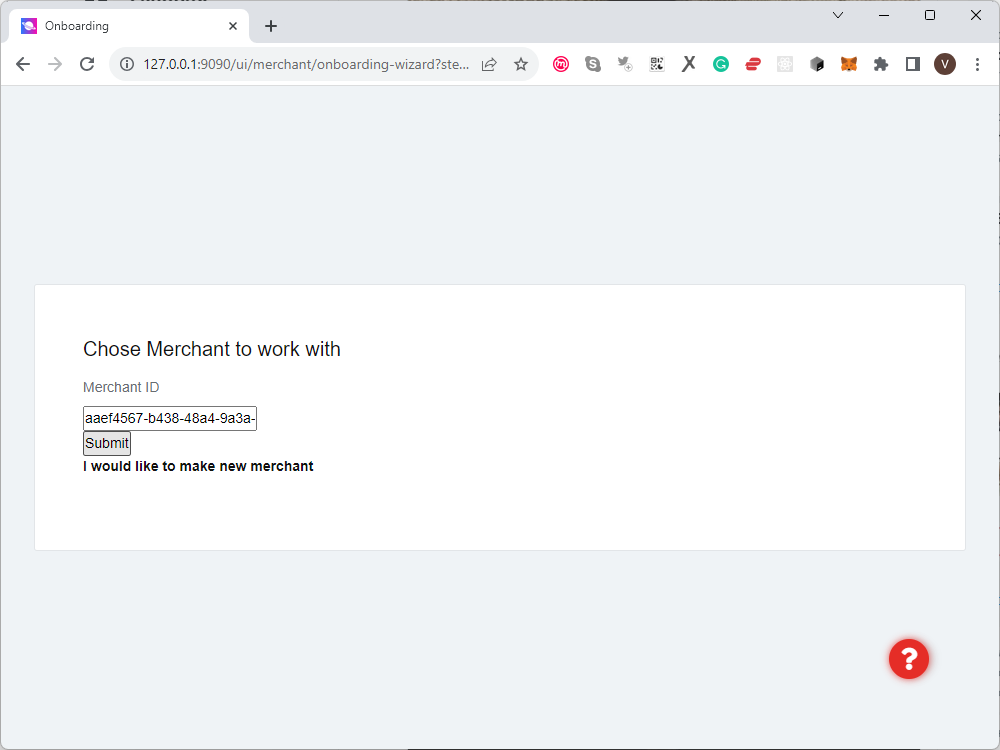 Onboarding
127.0.0.1:9090/ui/merchant/onboarding-wizard?ste...
V
Chose Merchant to work with
Merchant ID
aaef4567-b438-48a4-9a3a-
Submit
I would like to make new merchant
?